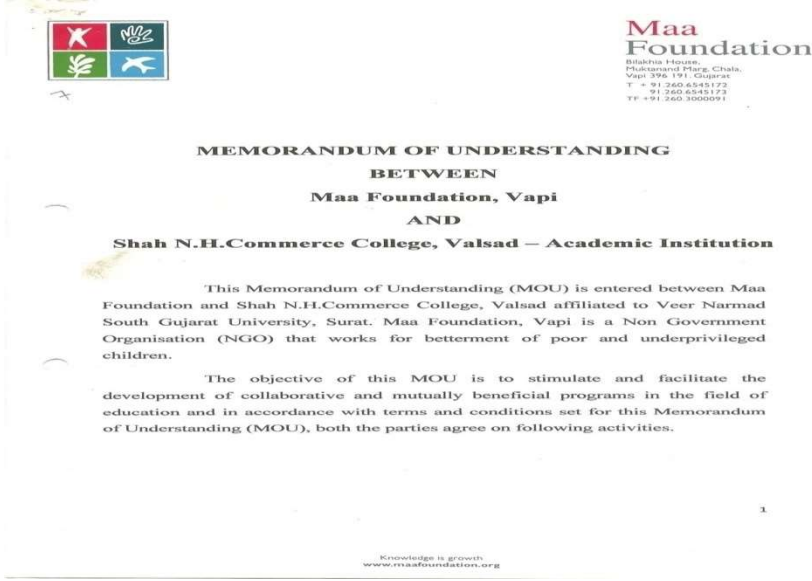 Maa
Foundation
Bilakhia House,
Muktanand Marg, Chala,
Vapi 396 191. Gujarat
T + 91.260.6545172
91.260.6545173
TF +91.260.3000091
MEMORANDUM OF UNDERSTANDING
BETWEEN
Maa Foundation, Vapi
AND
Shah N.H.Commerce College, Valsad – Academic Institution
This Memorandum of Understanding (MOU) is entered between Maa
Foundation and Shah N.H.Commerce College, Valsad affiliated to Veer Narmad
South Gujarat University, Surat. Maa Foundation, Vapi is a Non Government
Organisation (NGO) that works for betterment of poor and underprivileged
children.
The objective of this MOU is to stimulate and facilitate the
development of collaborative and mutually beneficial programs in the field of
education and in accordance with terms and conditions set for this Memorandum
of Understanding (MOU), both the parties agree on following activities.
1
Knowledge is growth
www.maafoundation.org